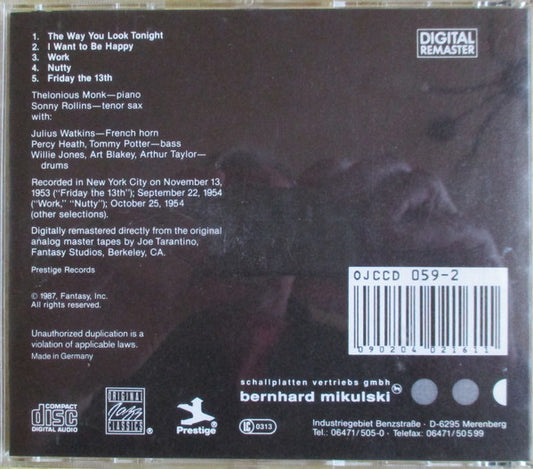 1. The Way You Look Tonight
2. I Want to Be Happy
3. Work
4. Nutty
5. Friday the 13th
DIGITAL
REMASTER
Thelonious Monk—piano
Sonny Rollins—tenor sax
with:
Julius Watkins—French horn
Percy Heath, Tommy Potter—bass
Willie Jones, Art Blakey, Arthur Taylor—
drums
Recorded in New York City on November 13,
1953 ("Friday the 13th"); September 22, 1954
("Work," "Nutty"); October 25, 1954
(other selections).
Digitally remastered directly from the original
analog master tapes by Joe Tarantino,
Fantasy Studios, Berkeley, CA.
Prestige Records
© 1987, Fantasy, Inc.
All rights reserved.
Unauthorized duplication is a
violation of applicable laws.
Made in Germany
OJCCD 059-2
090204 021611
schallplatten vertriebs gmbh
bernhard mikulski
COMPACT
disc
DIGITAL AUDIO
ORIGINAL
Jazz
CLASSICS
Prestige
LC 0313
Industriegebiet Benzstraße · D-6295 Merenberg
Tel.: 06471/505-0 · Telefax: 06471/50599